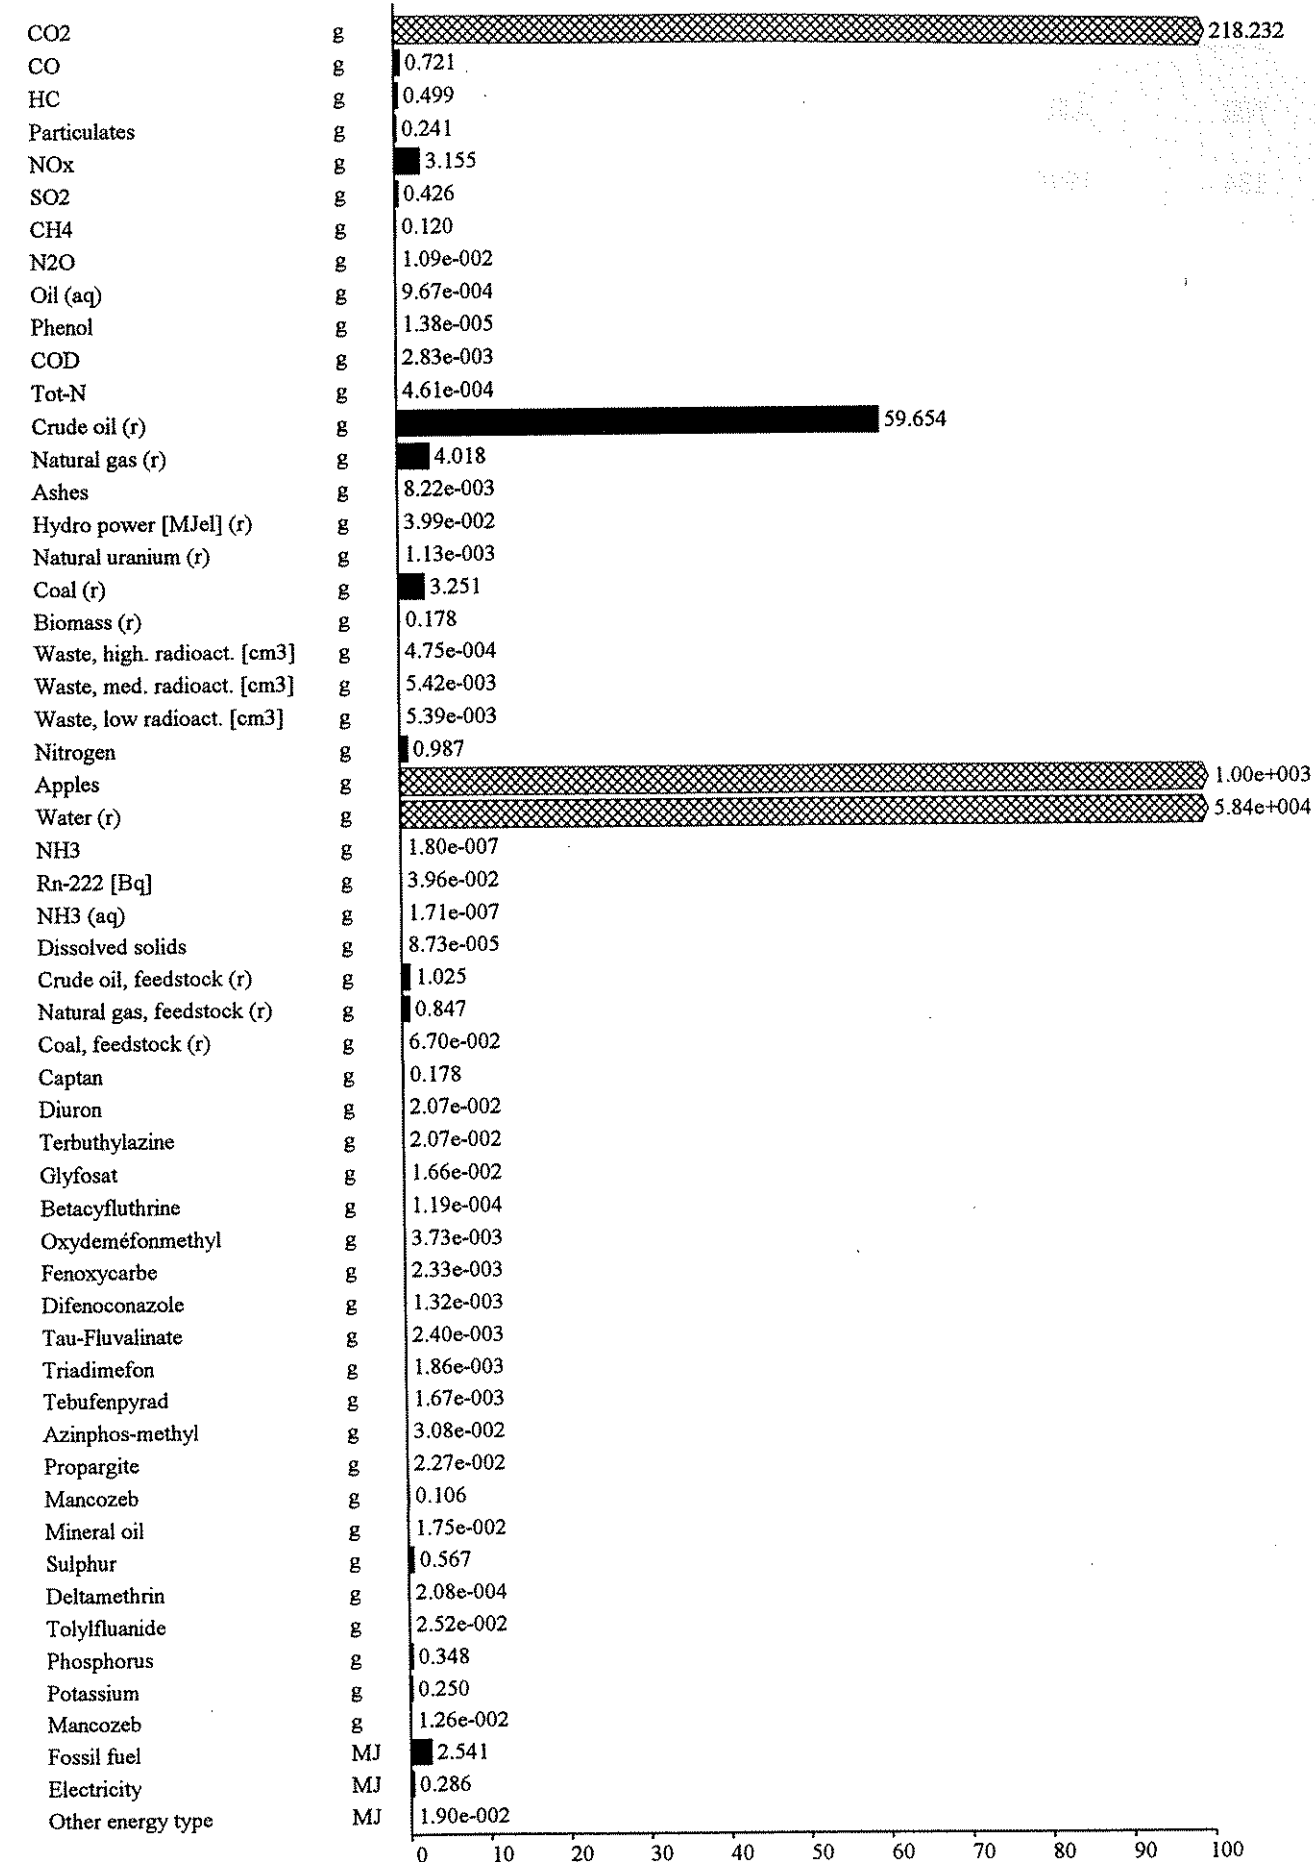 CO2 g 218.232
CO g 0.721
HC g 0.499
Particulates g 0.241
NOx g 3.155
SO2 g 0.426
CH4 g 0.120
N2O g 1.09e-002
Oil (aq) g 9.67e-004
Phenol g 1.38e-005
COD g 2.83e-003
Tot-N g 4.61e-004
Crude oil (r) g 59.654
Natural gas (r) g 4.018
Ashes g 8.22e-003
Hydro power [MJel] (r) g 3.99e-002
Natural uranium (r) g 1.13e-003
Coal (r) g 3.251
Biomass (r) g 0.178
Waste, high. radioact. [cm3] g 4.75e-004
Waste, med. radioact. [cm3] g 5.42e-003
Waste, low radioact. [cm3] g 5.39e-003
Nitrogen g 0.987
Apples g 1.00e+003
Water (r) g 5.84e+004
NH3 g 1.80e-007
Rn-222 [Bq] g 3.96e-002
NH3 (aq) g 1.71e-007
Dissolved solids g 8.73e-005
Crude oil, feedstock (r) g 1.025
Natural gas, feedstock (r) g 0.847
Coal, feedstock (r) g 6.70e-002
Captan g 0.178
Diuron g 2.07e-002
Terbuthylazine g 2.07e-002
Glyfosat g 1.66e-002
Betacyfluthrine g 1.19e-004
Oxydeméfonmethyl g 3.73e-003
Fenoxycarbe g 2.33e-003
Difenoconazole g 1.32e-003
Tau-Fluvalinate g 2.40e-003
Triadimefon g 1.86e-003
Tebufenpyrad g 1.67e-003
Azinphos-methyl g 3.08e-002
Propargite g 2.27e-002
Mancozeb g 0.106
Mineral oil g 1.75e-002
Sulphur g 0.567
Deltamethrin g 2.08e-004
Tolylfluanide g 2.52e-002
Phosphorus g 0.348
Potassium g 0.250
Mancozeb g 1.26e-002
Fossil fuel MJ 2.541
Electricity MJ 0.286
Other energy type MJ 1.90e-002
0 10 20 30 40 50 60 70 80 90 100